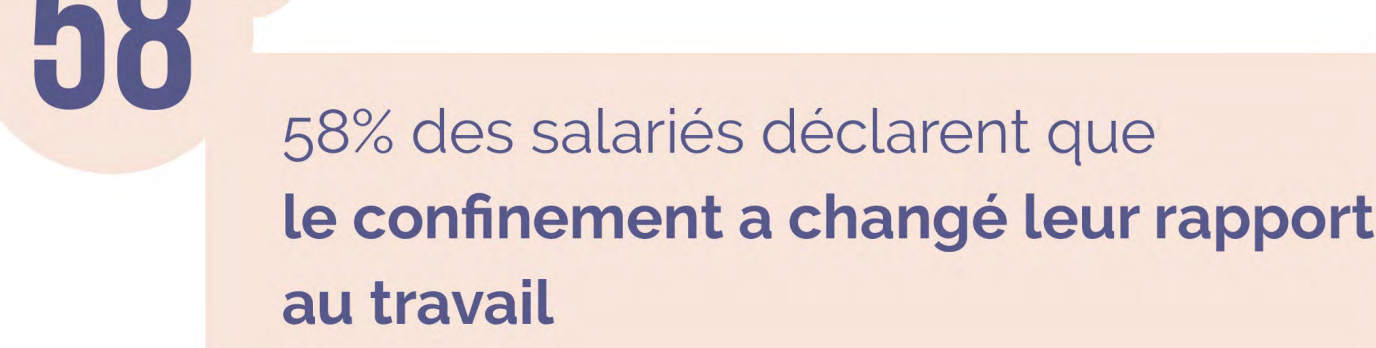 58
58% des salariés déclarent que
le confinement a changé leur rapport
au travail